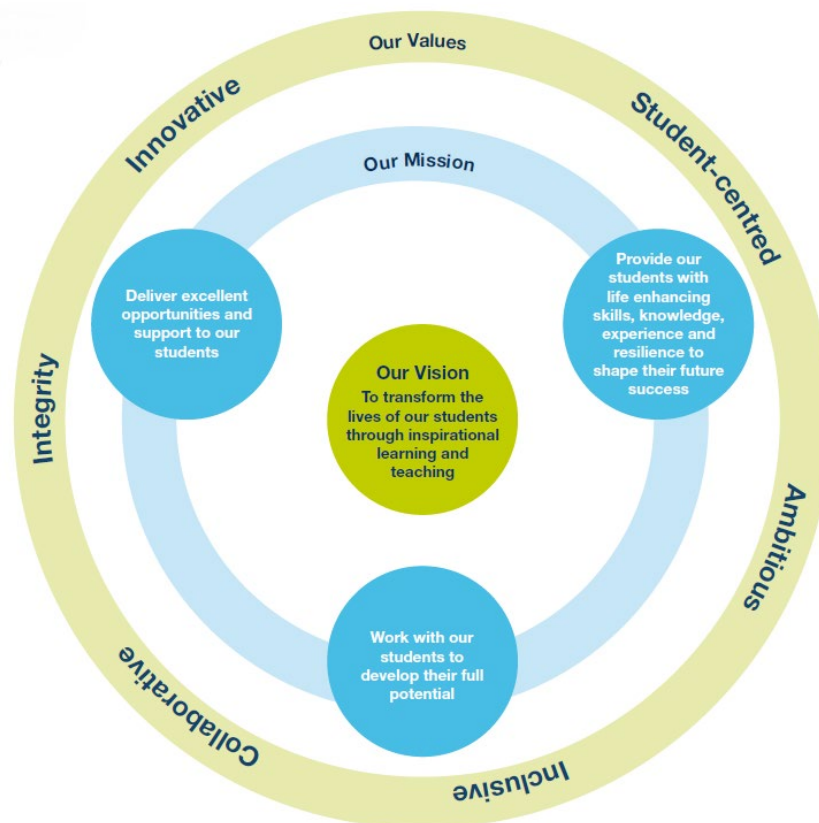 Our Values
Innovative
Student-centred
Our Mission
Deliver excellent
opportunities and
support to our
students
Provide our
students with
life enhancing
skills, knowledge,
experience and
resilience to
shape their future
success
Our Vision
To transform the
lives of our students
through inspirational
learning and
teaching
Integrity
Ambitious
Work with our
students to
develop their full
potential
Collaborative
Inclusive